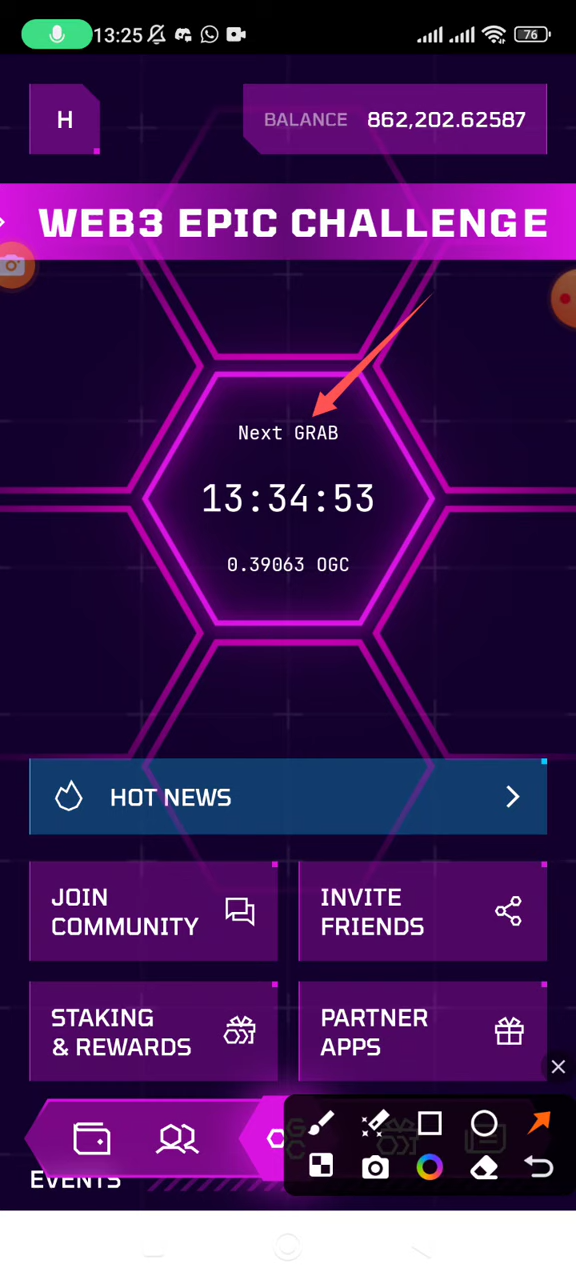 13:25
76
H
BALANCE 862,202.62587
WEB3 EPIC CHALLENGE
Next GRAB
13:34:53
0.39063 OGC
HOT NEWS
JOIN
COMMUNITY
INVITE
FRIENDS
STAKING
& REWARDS
PARTNER
APPS
EVENTS